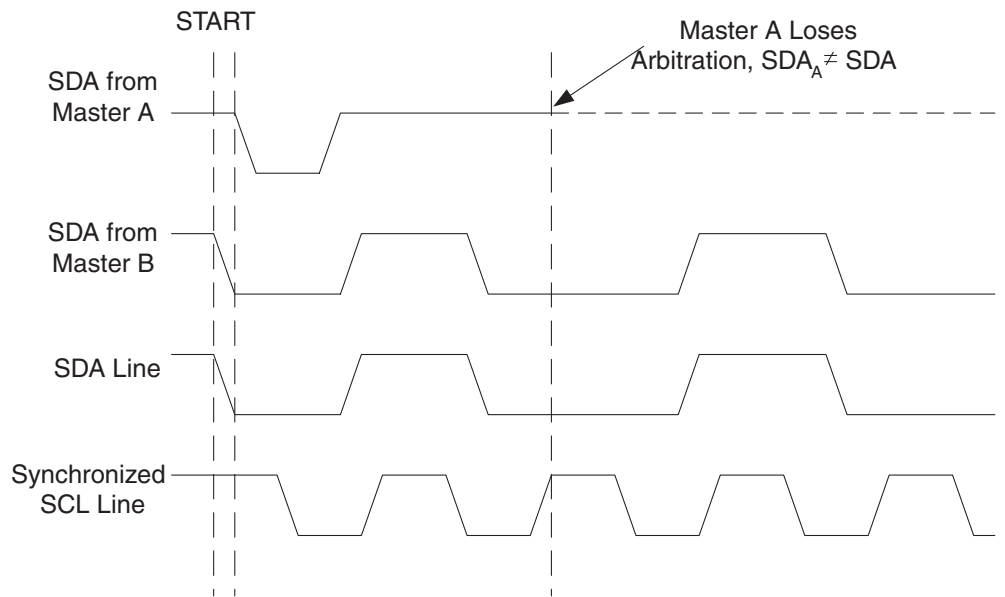 START
Master A Loses
Arbitration, SDA_A ≠ SDA
SDA from
Master A
SDA from
Master B
SDA Line
Synchronized
SCL Line